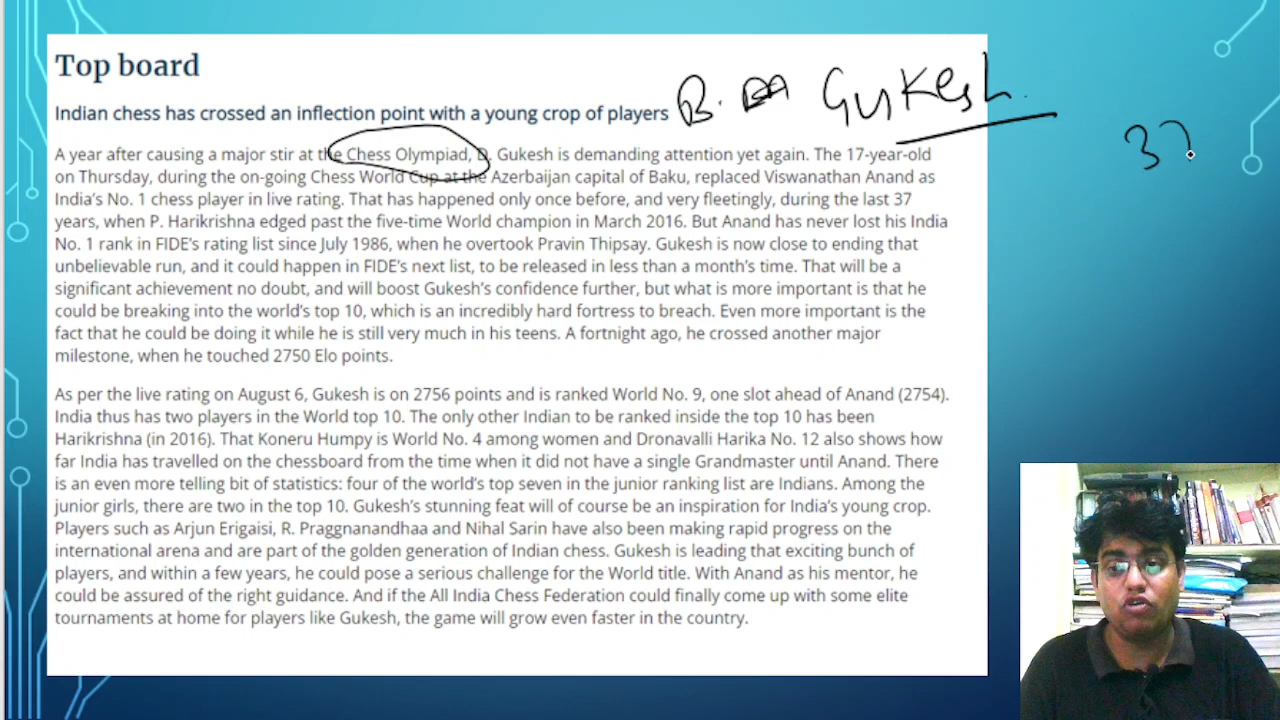 Top board
Indian chess has crossed an inflection point with a young crop of players
B. Gukesh
37
A year after causing a major stir at the Chess Olympiad, D. Gukesh is demanding attention yet again. The 17-year-old
on Thursday, during the on-going Chess World Cup at the Azerbaijan capital of Baku, replaced Viswanathan Anand as
India's No. 1 chess player in live rating. That has happened only once before, and very fleetingly, during the last 37
years, when P. Harikrishna edged past the five-time World champion in March 2016. But Anand has never lost his India
No. 1 rank in FIDE's rating list since July 1986, when he overtook Pravin Thipsay. Gukesh is now close to ending that
unbelievable run, and it could happen in FIDE's next list, to be released in less than a month's time. That will be a
significant achievement no doubt, and will boost Gukesh's confidence further, but what is more important is that he
could be breaking into the world's top 10, which is an incredibly hard fortress to breach. Even more important is the
fact that he could be doing it while he is still very much in his teens. A fortnight ago, he crossed another major
milestone, when he touched 2750 Elo points.
As per the live rating on August 6, Gukesh is on 2756 points and is ranked World No. 9, one slot ahead of Anand (2754).
India thus has two players in the World top 10. The only other Indian to be ranked inside the top 10 has been
Harikrishna (in 2016). That Koneru Humpy is World No. 4 among women and Dronavalli Harika No. 12 also shows how
far India has travelled on the chessboard from the time when it did not have a single Grandmaster until Anand. There
is an even more telling bit of statistics: four of the world's top seven in the junior ranking list are Indians. Among the
junior girls, there are two in the top 10. Gukesh's stunning feat will of course be an inspiration for India's young crop.
Players such as Arjun Erigaisi, R. Praggnanandhaa and Nihal Sarin have also been making rapid progress on the
international arena and are part of the golden generation of Indian chess. Gukesh is leading that exciting bunch of
players, and within a few years, he could pose a serious challenge for the World title. With Anand as his mentor, he
could be assured of the right guidance. And if the All India Chess Federation could finally come up with some elite
tournaments at home for players like Gukesh, the game will grow even faster in the country.